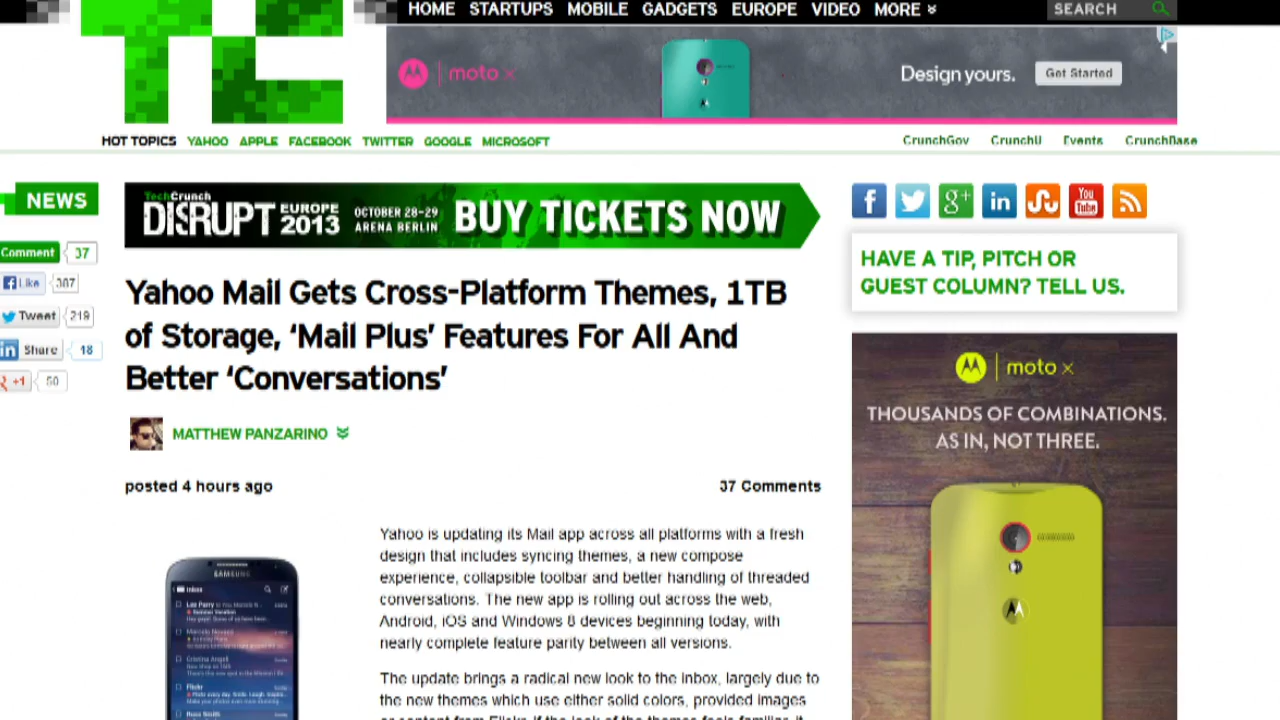 HOME STARTUPS MOBILE GADGETS EUROPE VIDEO MORE
SEARCH
moto x
Design yours.
Get Started
HOT TOPICS YAHOO APPLE FACEBOOK TWITTER GOOGLE MICROSOFT
CrunchGov CrunchU Events CrunchBase
NEWS
TechCrunch
DISRUPT EUROPE 2013
OCTOBER 28-29
ARENA BERLIN
BUY TICKETS NOW
Comment 37
Like 387
Tweet 219
in Share 18
+1 50
f g+ in You Tube
HAVE A TIP, PITCH OR
GUEST COLUMN? TELL US.
Yahoo Mail Gets Cross-Platform Themes, 1TB
of Storage, ‘Mail Plus’ Features For All And
Better ‘Conversations’
MATTHEW PANZARINO
posted 4 hours ago
37 Comments
Yahoo is updating its Mail app across all platforms with a fresh
design that includes syncing themes, a new compose
experience, collapsible toolbar and better handling of threaded
conversations. The new app is rolling out across the web,
Android, iOS and Windows 8 devices beginning today, with
nearly complete feature parity between all versions.
The update brings a radical new look to the inbox, largely due to
the new themes which use either solid colors, provided images
SAMSUNG
Inbox
Flickr
moto x
THOUSANDS OF COMBINATIONS.
AS IN, NOT THREE.